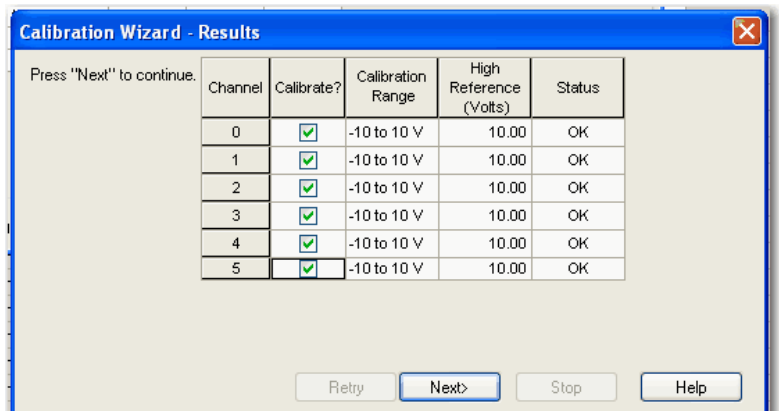 Calibration Wizard - Results
Press "Next" to continue.
Channel Calibrate? Calibration Range High Reference (Volts) Status
0 -10 to 10 V 10.00 OK
1 -10 to 10 V 10.00 OK
2 -10 to 10 V 10.00 OK
3 -10 to 10 V 10.00 OK
4 -10 to 10 V 10.00 OK
5 -10 to 10 V 10.00 OK
Retry Next> Stop Help